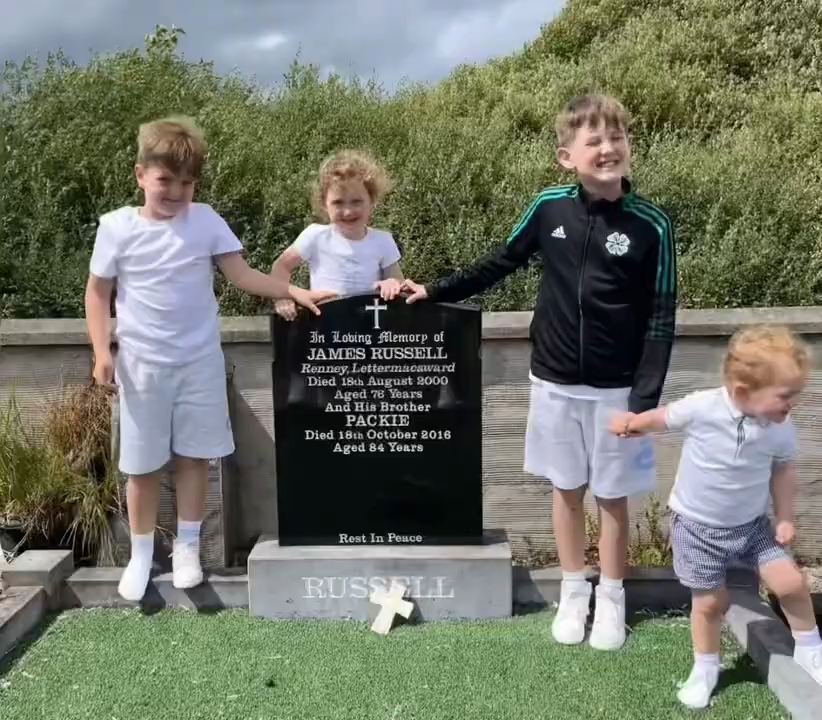 In Loving Memory of
JAMES RUSSELL
Renney, Lettermacaward
Died 18th August 2000
Aged 76 Years
And His Brother
PACKIE
Died 18th October 2016
Aged 84 Years
Rest In Peace
RUSSELL